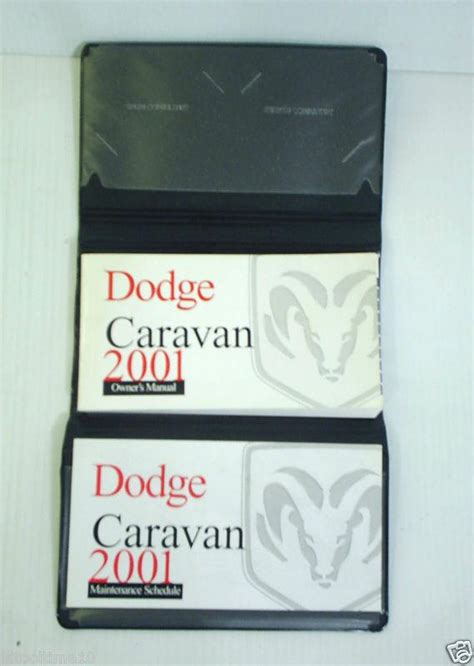 Dodge
Caravan
2001
Owner's Manual
Dodge
Caravan
2001
Maintenance Schedule